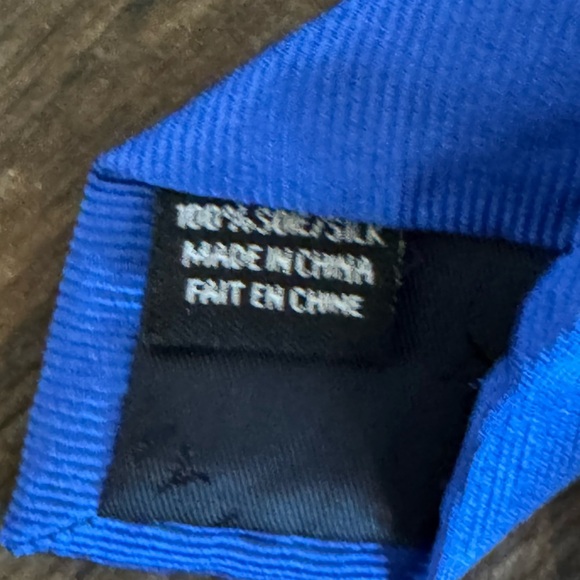 100% SOIE/SILK
MADE IN CHINA
FAIT EN CHINE